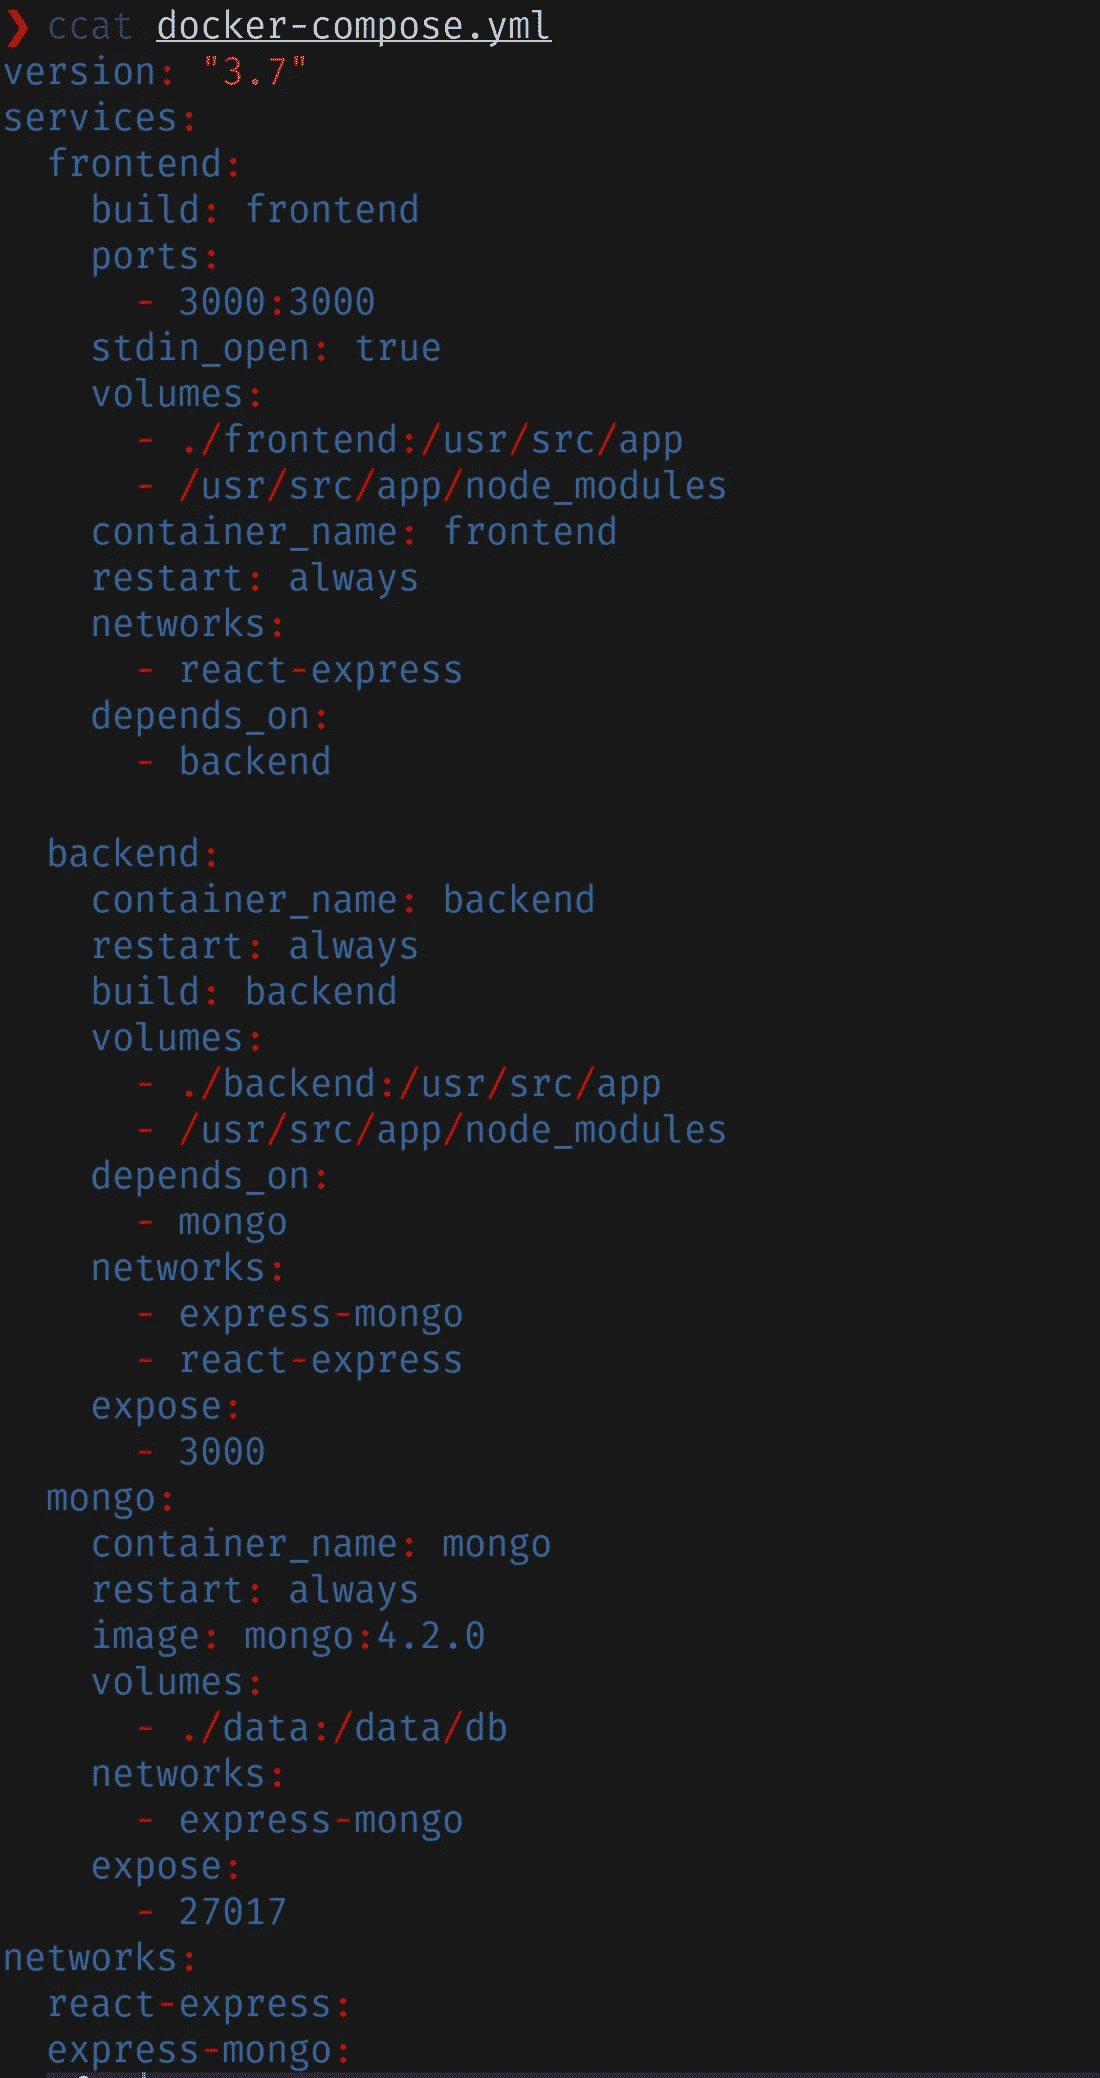 ❯ ccat docker-compose.yml
version: "3.7"
services:
  frontend:
    build: frontend
    ports:
      - 3000:3000
    stdin_open: true
    volumes:
      - ./frontend:/usr/src/app
      - /usr/src/app/node_modules
    container_name: frontend
    restart: always
    networks:
      - react-express
    depends_on:
      - backend

  backend:
    container_name: backend
    restart: always
    build: backend
    volumes:
      - ./backend:/usr/src/app
      - /usr/src/app/node_modules
    depends_on:
      - mongo
    networks:
      - express-mongo
      - react-express
    expose:
      - 3000
  mongo:
    container_name: mongo
    restart: always
    image: mongo:4.2.0
    volumes:
      - ./data:/data/db
    networks:
      - express-mongo
    expose:
      - 27017
networks:
  react-express:
  express-mongo: